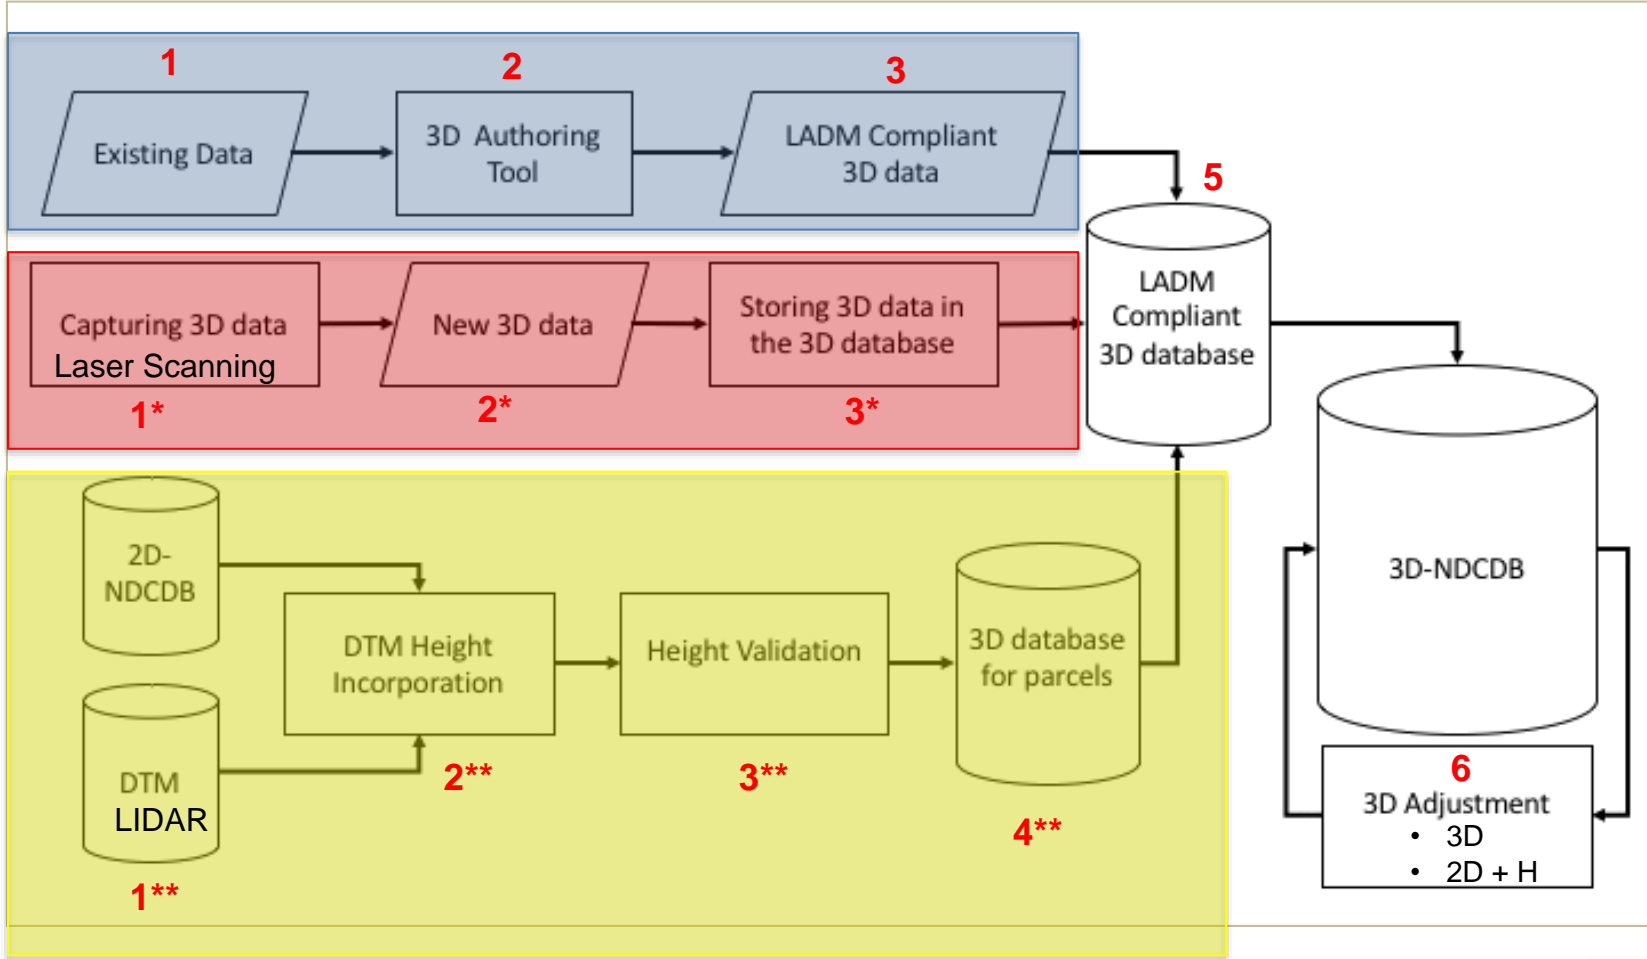 1
2
3
Existing Data
3D Authoring
Tool
LADM Compliant
3D data
5
Capturing 3D data
Laser Scanning
New 3D data
Storing 3D data in
the 3D database
1*
2*
3*
LADM
Compliant
3D database
2D-
NDCDB
DTM
LIDAR
1**
DTM Height
Incorporation
2**
Height Validation
3**
3D database
for parcels
4**
3D-NDCDB
6
3D Adjustment
• 3D
• 2D + H